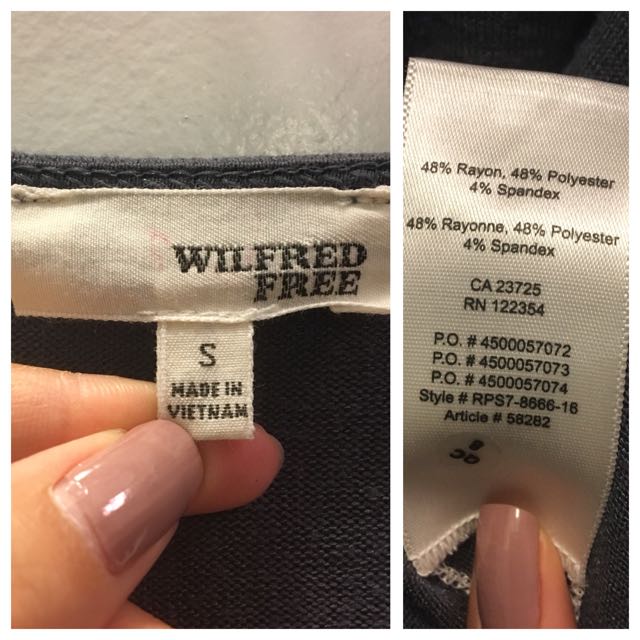 WILFRED
FREE
S
MADE IN
VIETNAM
48% Rayon, 48% Polyester
4% Spandex
48% Rayonne, 48% Polyester
4% Spandex
CA 23725
RN 122354
P.O. # 4500057072
P.O. # 4500057073
P.O. # 4500057074
Style # RPS7-8666-16
Article # 58282